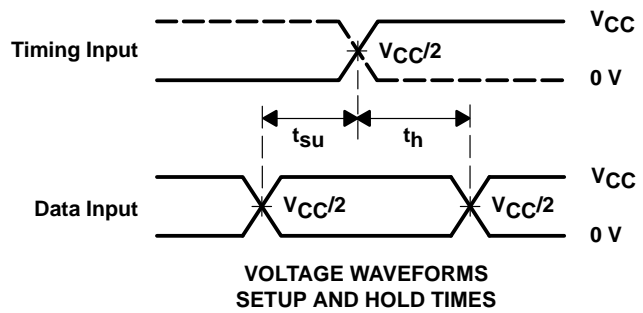 VCC
Timing Input
VCC/2
0 V
tsu
th
VCC
Data Input
VCC/2
VCC/2
0 V
VOLTAGE WAVEFORMS
SETUP AND HOLD TIMES